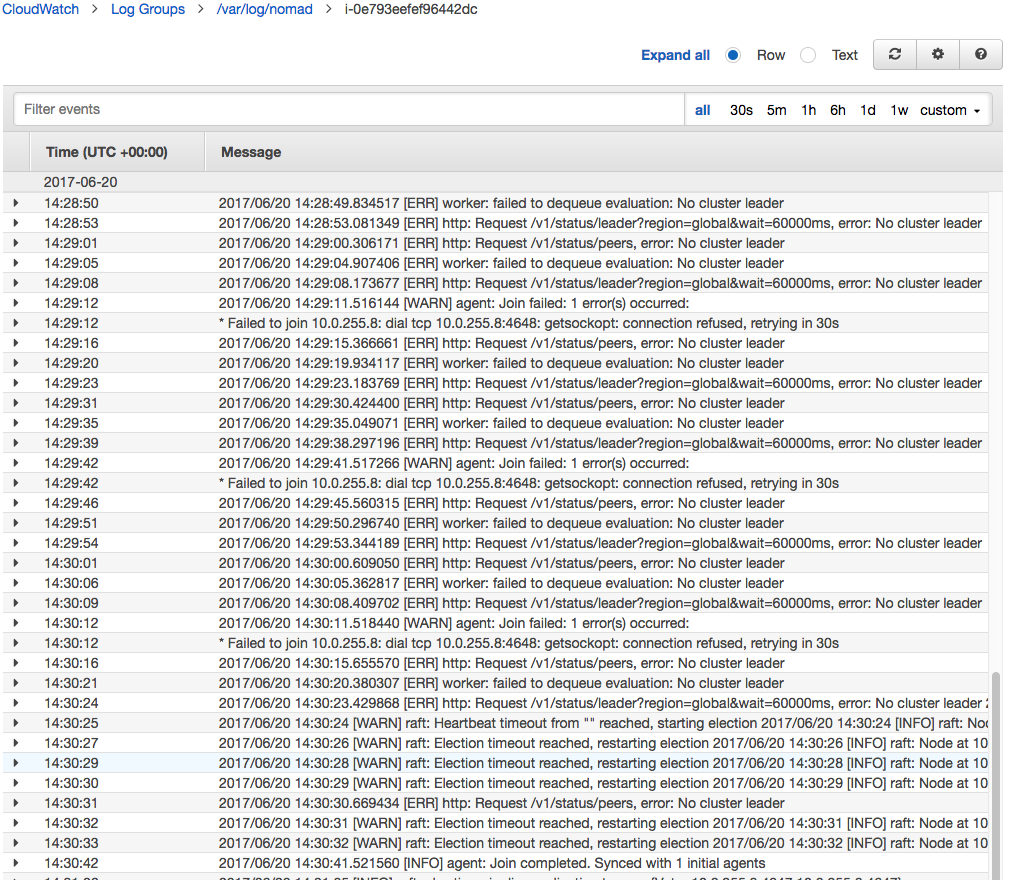 CloudWatch > Log Groups > /var/log/nomad > i-0e793eefef96442dc
Expand all Row Text
Filter events all 30s 5m 1h 6h 1d 1w custom
Time (UTC +00:00) Message
2017-06-20
14:28:50 2017/06/20 14:28:49.834517 [ERR] worker: failed to dequeue evaluation: No cluster leader
14:28:53 2017/06/20 14:28:53.081349 [ERR] http: Request /v1/status/leader?region=global&wait=60000ms, error: No cluster leader
14:29:01 2017/06/20 14:29:00.306171 [ERR] http: Request /v1/status/peers, error: No cluster leader
14:29:05 2017/06/20 14:29:04.907406 [ERR] worker: failed to dequeue evaluation: No cluster leader
14:29:08 2017/06/20 14:29:08.173677 [ERR] http: Request /v1/status/leader?region=global&wait=60000ms, error: No cluster leader
14:29:12 2017/06/20 14:29:11.516144 [WARN] agent: Join failed: 1 error(s) occurred:
14:29:12 * Failed to join 10.0.255.8: dial tcp 10.0.255.8:4648: getsockopt: connection refused, retrying in 30s
14:29:16 2017/06/20 14:29:15.366661 [ERR] http: Request /v1/status/peers, error: No cluster leader
14:29:20 2017/06/20 14:29:19.934117 [ERR] worker: failed to dequeue evaluation: No cluster leader
14:29:23 2017/06/20 14:29:23.183769 [ERR] http: Request /v1/status/leader?region=global&wait=60000ms, error: No cluster leader
14:29:31 2017/06/20 14:29:30.424400 [ERR] http: Request /v1/status/peers, error: No cluster leader
14:29:35 2017/06/20 14:29:35.049071 [ERR] worker: failed to dequeue evaluation: No cluster leader
14:29:39 2017/06/20 14:29:38.297196 [ERR] http: Request /v1/status/leader?region=global&wait=60000ms, error: No cluster leader
14:29:42 2017/06/20 14:29:41.517266 [WARN] agent: Join failed: 1 error(s) occurred:
14:29:42 * Failed to join 10.0.255.8: dial tcp 10.0.255.8:4648: getsockopt: connection refused, retrying in 30s
14:29:46 2017/06/20 14:29:45.560315 [ERR] http: Request /v1/status/peers, error: No cluster leader
14:29:51 2017/06/20 14:29:50.296740 [ERR] worker: failed to dequeue evaluation: No cluster leader
14:29:54 2017/06/20 14:29:53.344189 [ERR] http: Request /v1/status/leader?region=global&wait=60000ms, error: No cluster leader
14:30:01 2017/06/20 14:30:00.609050 [ERR] http: Request /v1/status/peers, error: No cluster leader
14:30:06 2017/06/20 14:30:05.362817 [ERR] worker: failed to dequeue evaluation: No cluster leader
14:30:09 2017/06/20 14:30:08.409702 [ERR] http: Request /v1/status/leader?region=global&wait=60000ms, error: No cluster leader
14:30:12 2017/06/20 14:30:11.518440 [WARN] agent: Join failed: 1 error(s) occurred:
14:30:12 * Failed to join 10.0.255.8: dial tcp 10.0.255.8:4648: getsockopt: connection refused, retrying in 30s
14:30:16 2017/06/20 14:30:15.655570 [ERR] http: Request /v1/status/peers, error: No cluster leader
14:30:21 2017/06/20 14:30:20.380307 [ERR] worker: failed to dequeue evaluation: No cluster leader
14:30:24 2017/06/20 14:30:23.429868 [ERR] http: Request /v1/status/leader?region=global&wait=60000ms, error: No cluster leader
14:30:25 2017/06/20 14:30:24 [WARN] raft: Heartbeat timeout from "" reached, starting election 2017/06/20 14:30:24 [INFO] raft:
14:30:27 2017/06/20 14:30:26 [WARN] raft: Election timeout reached, restarting election 2017/06/20 14:30:26 [INFO] raft: Node at 10
14:30:29 2017/06/20 14:30:28 [WARN] raft: Election timeout reached, restarting election 2017/06/20 14:30:28 [INFO] raft: Node at 10
14:30:30 2017/06/20 14:30:29 [WARN] raft: Election timeout reached, restarting election 2017/06/20 14:30:29 [INFO] raft: Node at 10
14:30:31 2017/06/20 14:30:30.669434 [ERR] http: Request /v1/status/peers, error: No cluster leader
14:30:32 2017/06/20 14:30:31 [WARN] raft: Election timeout reached, restarting election 2017/06/20 14:30:31 [INFO] raft: Node at 10
14:30:33 2017/06/20 14:30:32 [WARN] raft: Election timeout reached, restarting election 2017/06/20 14:30:32 [INFO] raft: Node at 10
14:30:42 2017/06/20 14:30:41.521560 [INFO] agent: Join completed. Synced with 1 initial agents